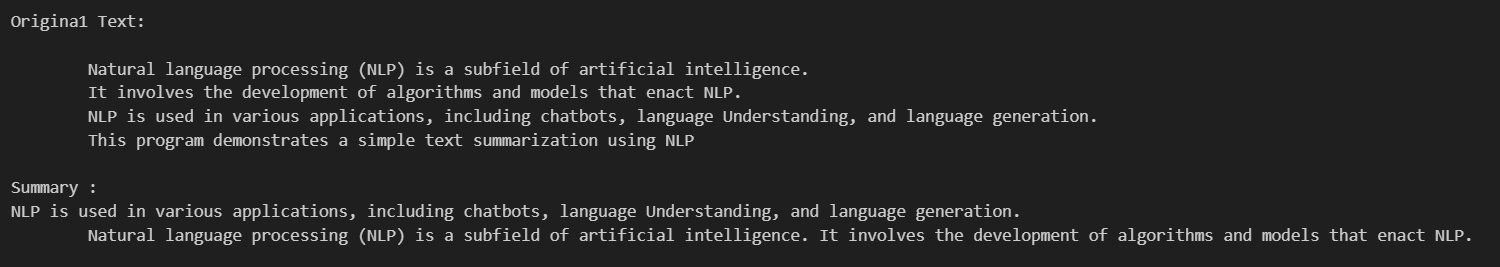 Origina1 Text:
Natural language processing (NLP) is a subfield of artificial intelligence.
It involves the development of algorithms and models that enact NLP.
NLP is used in various applications, including chatbots, language Understanding, and language generation.
This program demonstrates a simple text summarization using NLP
Summary :
NLP is used in various applications, including chatbots, language Understanding, and language generation.
Natural language processing (NLP) is a subfield of artificial intelligence. It involves the development of algorithms and models that enact NLP.